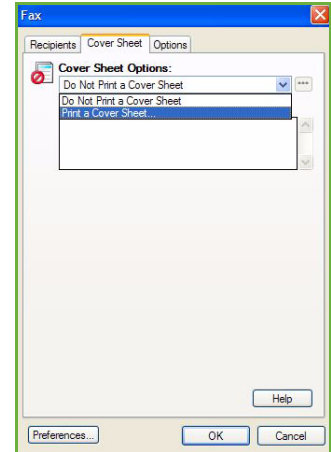 Fax
Recipients Cover Sheet Options
Cover Sheet Options:
Do Not Print a Cover Sheet
Do Not Print a Cover Sheet
Print a Cover Sheet...
Help
Preferences... OK Cancel